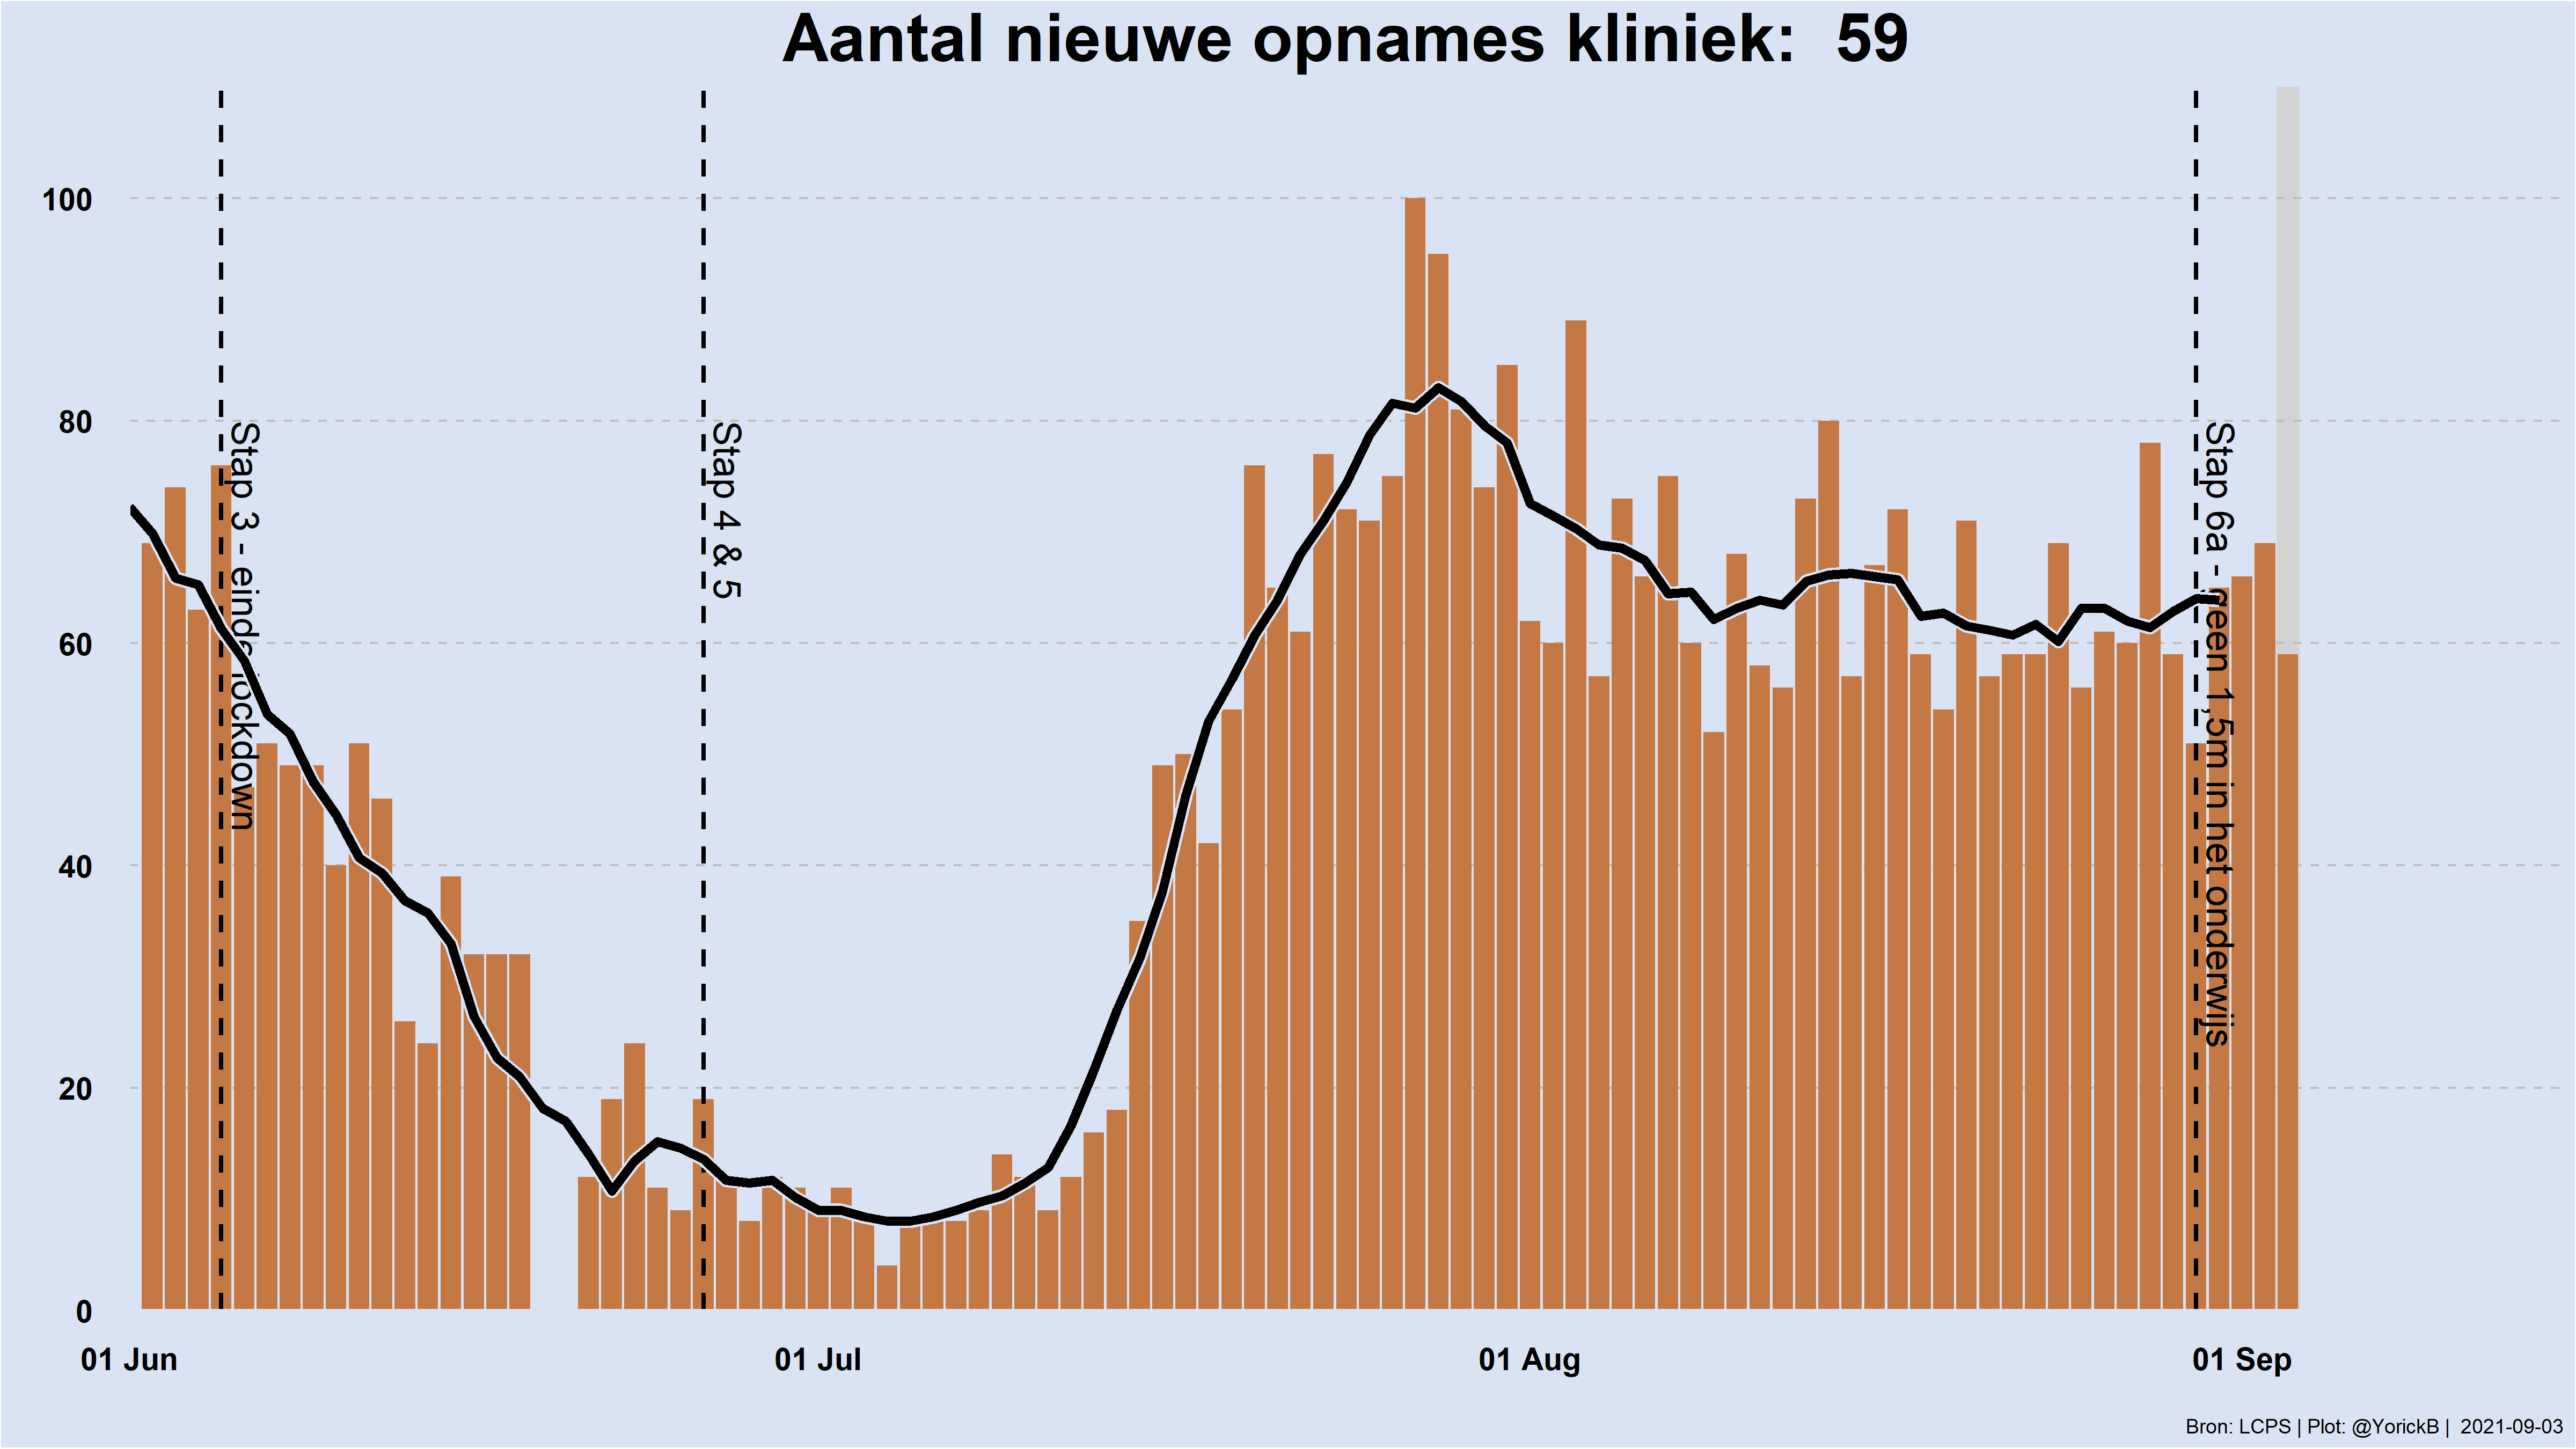 Aantal nieuwe opnames kliniek: 59
100
80
60
40
20
0
Stap 3 - einde lockdown
Stap 4 & 5
Stap 6a - geen 1,5m in het onderwijs
01 Jun
01 Jul
01 Aug
01 Sep
Bron: LCPS | Plot: @YorickB | 2021-09-03